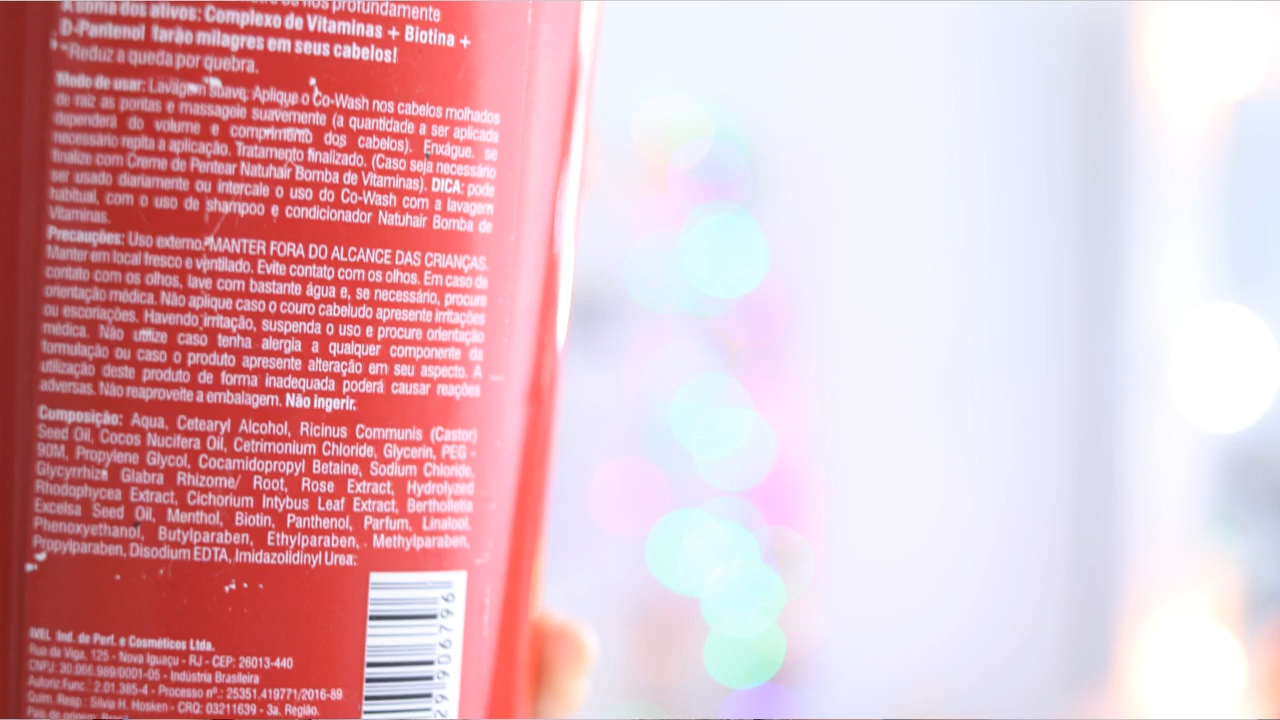 nós profundamente
A soma dos ativos: Complexo de Vitaminas + Biotina +
D-Pantenol farão milagres em seus cabelos!
*Reduz a queda por quebra.
Modo de usar: Lavagem suave: Aplique o Co-Wash nos cabelos molhados
de raiz as pontas e massageie suavemente (a quantidade a ser aplicada
dependerá do volume e comprimento dos cabelos). Enxágue, se
necessário repita a aplicação. Tratamento finalizado. (Caso seja necessário
finalize com Creme de Pentear Natuhair Bomba de Vitaminas). DICA: pode
ser usado diariamente ou intercale o uso do Co-Wash com a lavagem
habitual, com o uso de shampoo e condicionador Natuhair Bomba de
Vitaminas.
Precauções: Uso externo. MANTER FORA DO ALCANCE DAS CRIANÇAS.
Manter em local fresco e ventilado. Evite contato com os olhos. Em caso de
contato com os olhos, lave com bastante água e, se necessário, procure
orientação médica. Não aplique caso o couro cabeludo apresente irritações
ou escoriações. Havendo irritação, suspenda o uso e procure orientação
médica. Não utilize caso tenha alergia a qualquer componente da
formulação ou caso o produto apresente alteração em seu aspecto. A
utilização deste produto de forma inadequada poderá causar reações
adversas. Não reaproveite a embalagem. Não ingerir.
Composição: Aqua, Cetearyl Alcohol, Ricinus Communis (Castor)
Seed Oil, Cocos Nucifera Oil, Cetrimonium Chloride, Glycerin, PEG -
90M, Propylene Glycol, Cocamidopropyl Betaine, Sodium Chloride,
Glycyrrhiza Glabra Rhizome/ Root, Rose Extract, Hydrolyzed
Rhodophycea Extract, Cichorium Intybus Leaf Extract, Bertholletia
Excelsa Seed Oil, Menthol, Biotin, Panthenol, Parfum, Linalool,
Phenoxyethanol, Butylparaben, Ethylparaben, Methylparaben,
Propylparaben, Disodium EDTA, Imidazolidinyl Urea.
IVEL Ind. de Perf. e Cosméticos Ltda.
Rua da Viga, 125 - Nova Iguaçu - RJ - CEP: 26013-440
CNPJ: 30.066.989/0001-05 - Indústria Brasileira
Autoriz.Func.: 2.01.385-4 - Processo nº.: 25351.419771/2016-89
Quím. Resp.: Silvia H. Hosken - CRQ: 03211639 - 3a. Região.
País de origem: Brasil
29906796